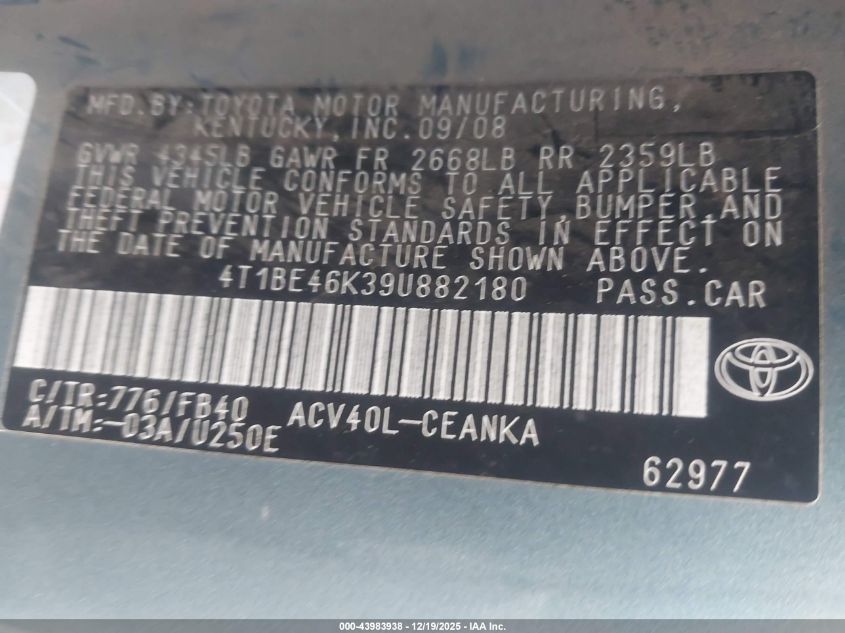 MFD. BY: TOYOTA MOTOR MANUFACTURING,
KENTUCKY, INC. 09/08
GVWR 4345LB GAWR FR 2668LB RR 2359LB
THIS VEHICLE CONFORMS TO ALL APPLICABLE
FEDERAL MOTOR VEHICLE SAFETY, BUMPER, AND
THEFT PREVENTION STANDARDS IN EFFECT ON
THE DATE OF MANUFACTURE SHOWN ABOVE.
4T1BE46K39U882180 PASS.CAR
C/TR:776/FB40
A/TM:-03A/U250E
ACV40L-CEANKA
62977
000-43983938 - 12/19/2025 - IAA Inc.